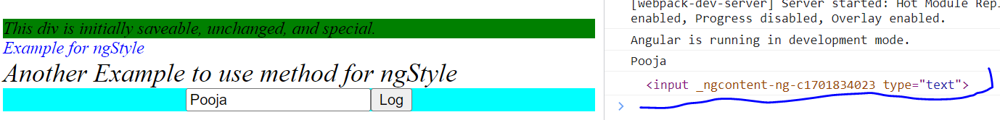 This div is initially saveable, unchanged, and special.
Example for ngStyle
Another Example to use method for ngStyle
Pooja Log
[webpack-dev-server] Server started: Hot Module Repl
enabled, Progress disabled, Overlay enabled.
Angular is running in development mode.
Pooja
<input _ngcontent-ng-c1701834023 type="text">
>